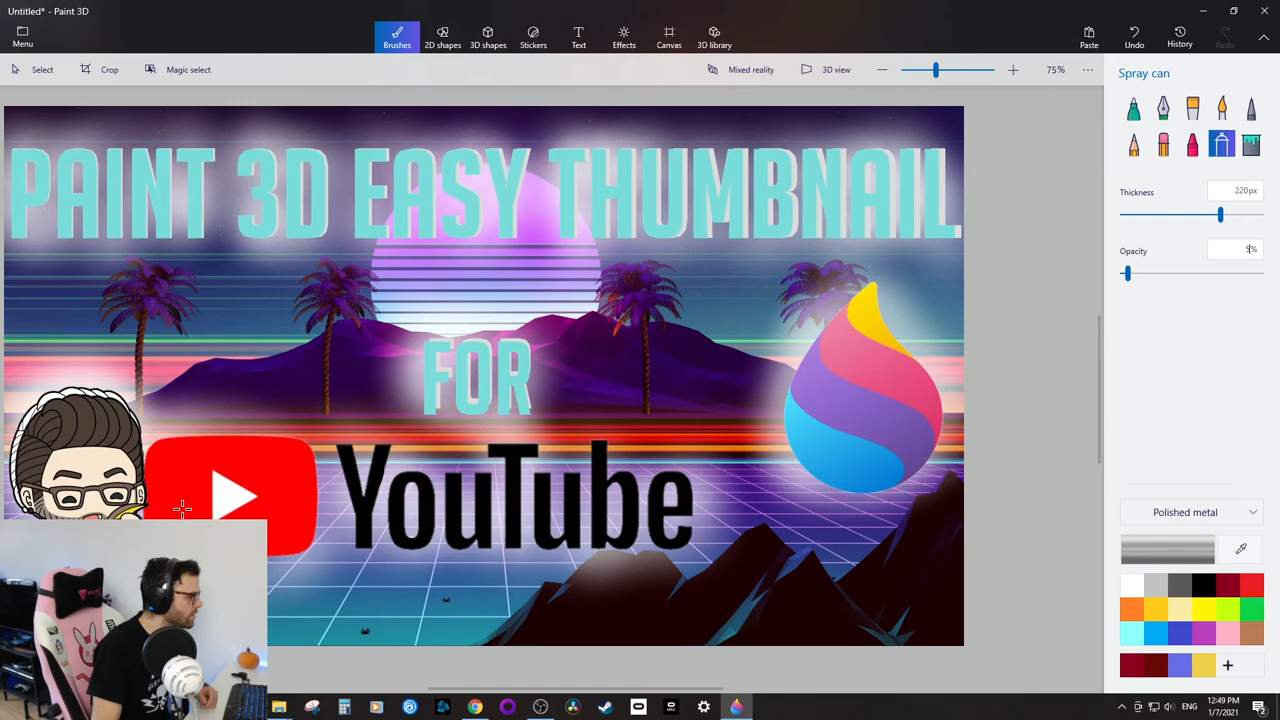 Untitled* - Paint 3D
Menu
Brushes
2D shapes
3D shapes
Stickers
Text
Effects
Canvas
3D library
Paste
Undo
History
Redo
Select
Crop
Magic select
Mixed reality
3D view
75%
Spray can
Thickness
220px
Opacity
5%
PAINT 3D EASY THUMBNAIL
FOR
YouTube
Polished metal
ENG
12:49 PM
1/7/2021
2